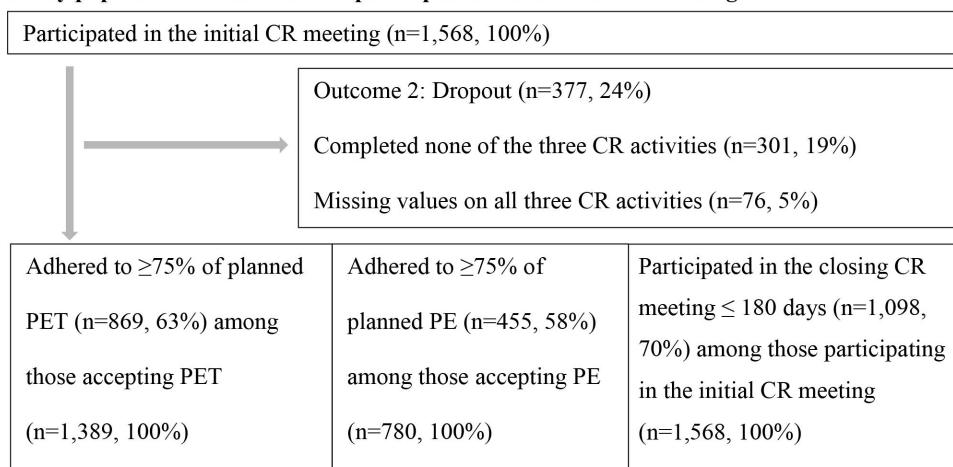 Participated in the initial CR meeting (n=1,568, 100%)
Outcome 2: Dropout (n=377, 24%)
Completed none of the three CR activities (n=301, 19%)
Missing values on all three CR activities (n=76, 5%)
Adhered to ≥75% of planned
PET (n=869, 63%) among
those accepting PET
(n=1,389, 100%)
Adhered to ≥75% of
planned PE (n=455, 58%)
among those accepting PE
(n=780, 100%)
Participated in the closing CR
meeting ≤ 180 days (n=1,098,
70%) among those participating
in the initial CR meeting
(n=1,568, 100%)